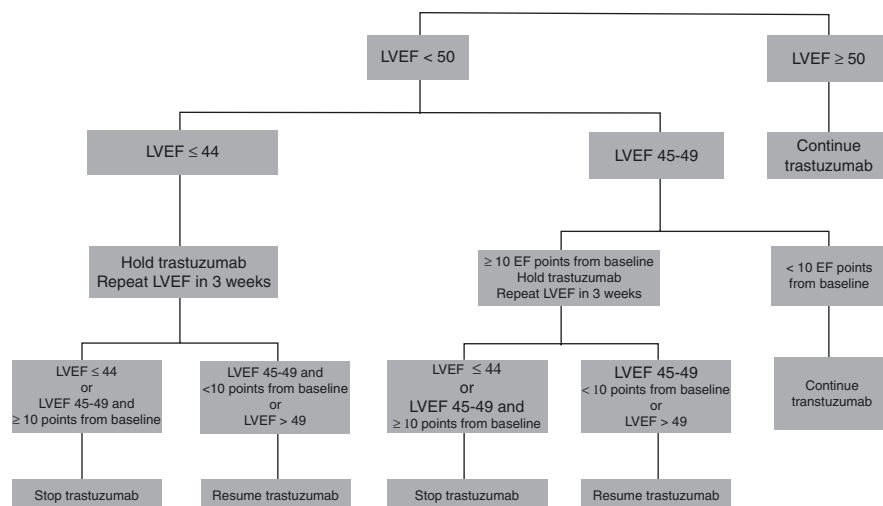 LVEF < 50
LVEF ≥ 50
LVEF ≤ 44
LVEF 45-49
Continue
trastuzumab
Hold trastuzumab
Repeat LVEF in 3 weeks
≥ 10 EF points from baseline
Hold trastuzumab
Repeat LVEF in 3 weeks
< 10 EF points
from baseline
LVEF ≤ 44
or
LVEF 45-49 and
≥ 10 points from baseline
LVEF 45-49 and
<10 points from baseline
or
LVEF > 49
LVEF ≤ 44
or
LVEF 45-49 and
≥ 10 points from baseline
LVEF 45-49
< 10 points from baseline
or
LVEF > 49
Continue
transtuzumab
Stop trastuzumab
Resume trastuzumab
Stop trastuzumab
Resume trastuzumab